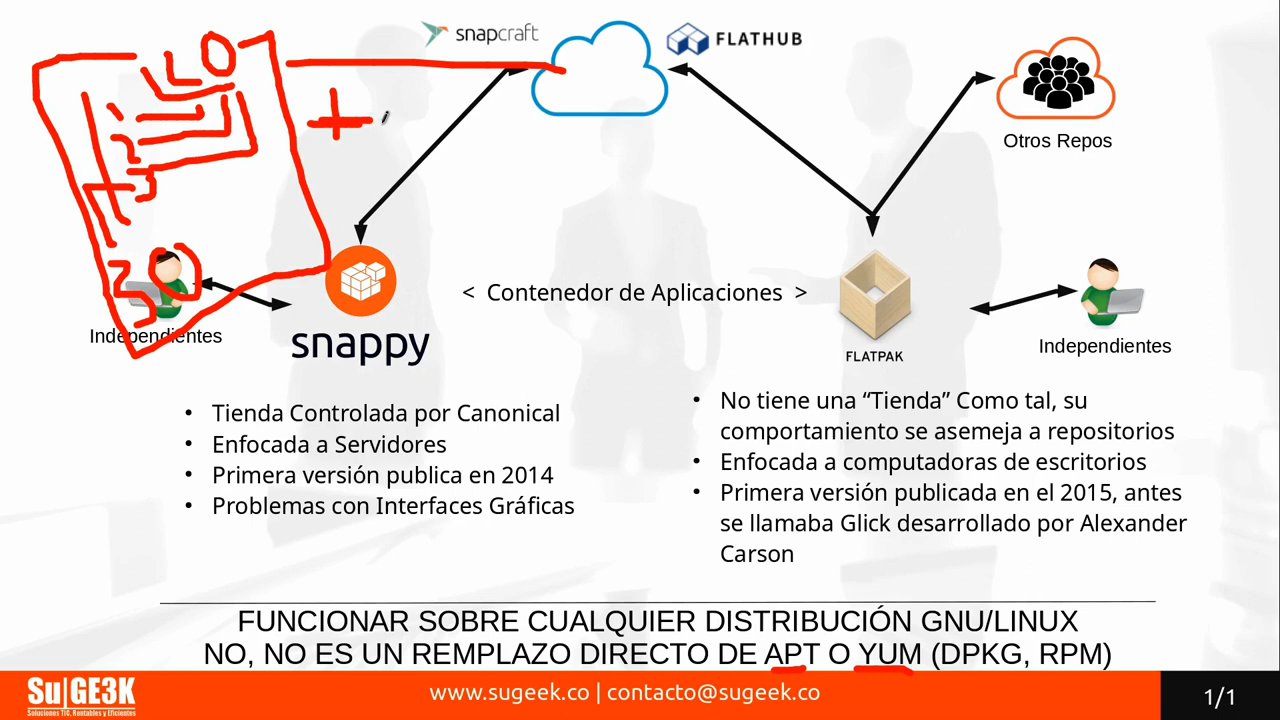 snapcraft
FLATHUB
Otros Repos
Independientes
snappy
< Contenedor de Aplicaciones >
FLATPAK
Independientes
• Tienda Controlada por Canonical
• Enfocada a Servidores
• Primera versión publica en 2014
• Problemas con Interfaces Gráficas
• No tiene una “Tienda” Como tal, su
comportamiento se asemeja a repositorios
• Enfocada a computadoras de escritorios
• Primera versión publicada en el 2015, antes
se llamaba Glick desarrollado por Alexander
Carson
FUNCIONAR SOBRE CUALQUIER DISTRIBUCIÓN GNU/LINUX
NO, NO ES UN REMPLAZO DIRECTO DE APT O YUM (DPKG, RPM)
Su|GE3K
Soluciones TIC, Rentables y Eficientes
www.sugeek.co | contacto@sugeek.co
1/1